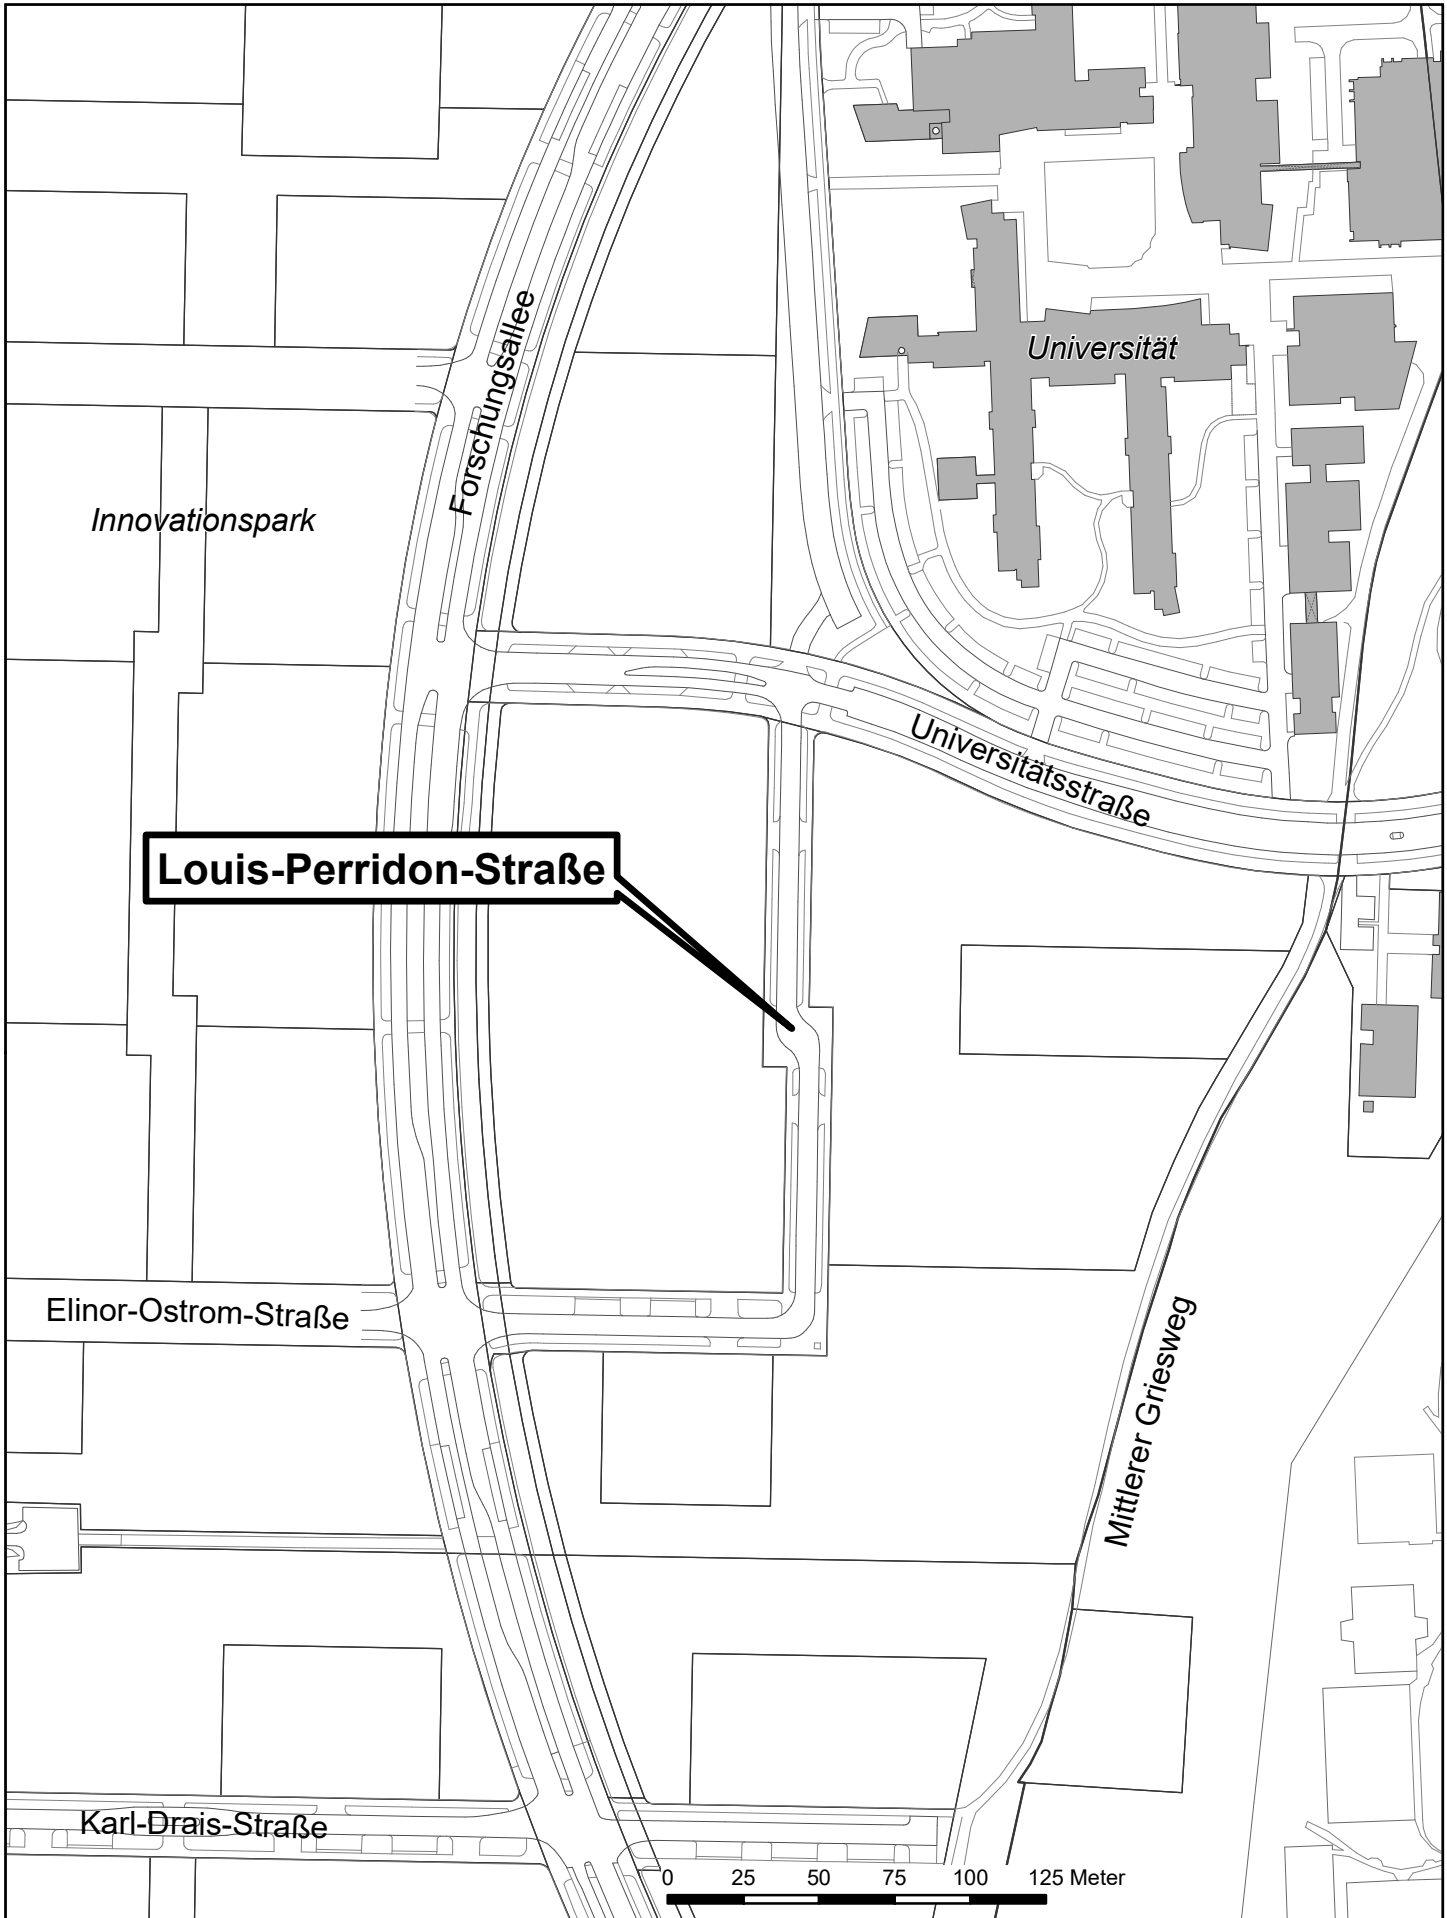 Forschungsallee
Universität
Innovationspark
Universitätsstraße
Louis-Perridon-Straße
Elinor-Ostrom-Straße
Mittlerer Griesweg
Karl-Drais-Straße
0 25 50 75 100 125 Meter